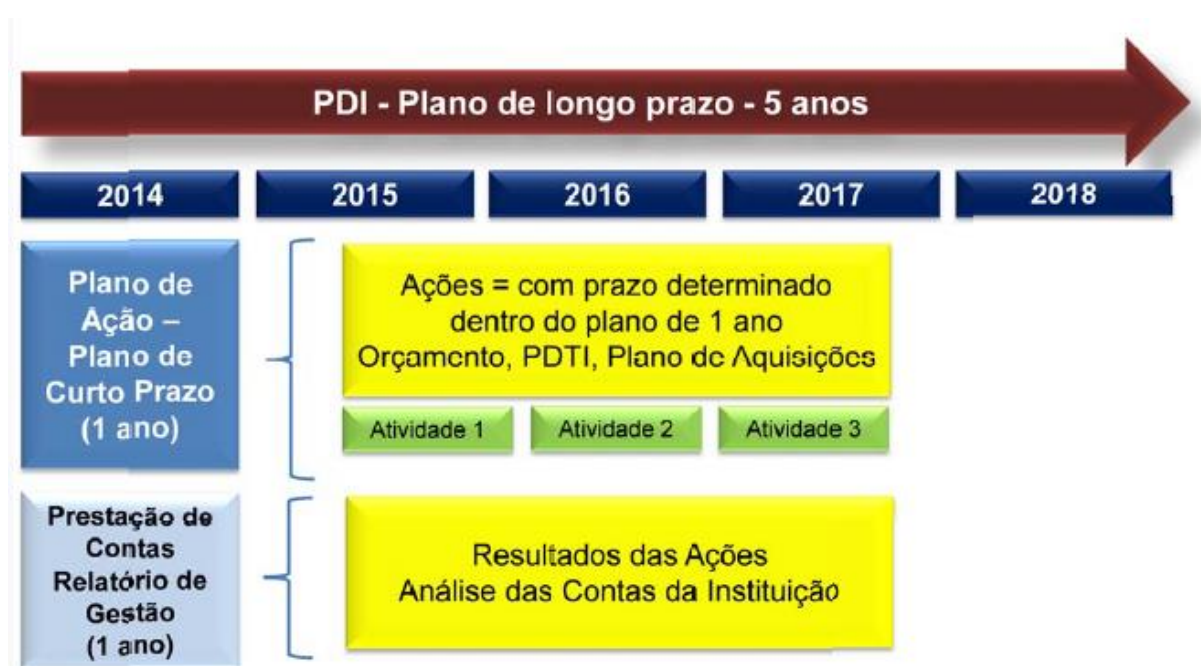 PDI - Plano de longo prazo - 5 anos
2014
2015
2016
2017
2018
Plano de
Ação –
Plano de
Curto Prazo
(1 ano)
Ações = com prazo determinado
dentro do plano de 1 ano
Orçamento, PDTI, Plano de Aquisições
Atividade 1
Atividade 2
Atividade 3
Prestação de
Contas
Relatório de
Gestão
(1 ano)
Resultados das Ações
Análise das Contas da Instituição